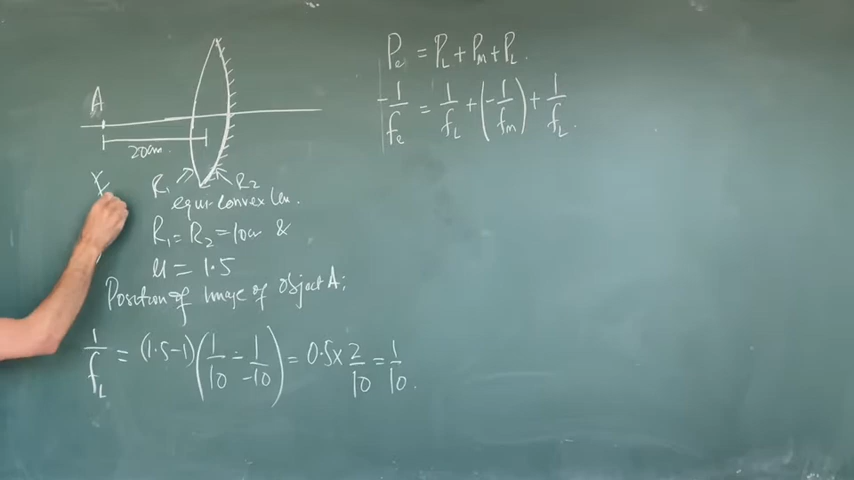 A
20cm.
R₁ R₂
equi convex len.
R₁ = R₂ = 10cm &
μ = 1.5
Position of image of object A:
1/f_L = (1.5-1)(1/10 - 1/-10) = 0.5 x 2/10 = 1/10.
P_e = P_L + P_m + P_L.
-1/f_e = 1/f_L + (-1/f_m) + 1/f_L.